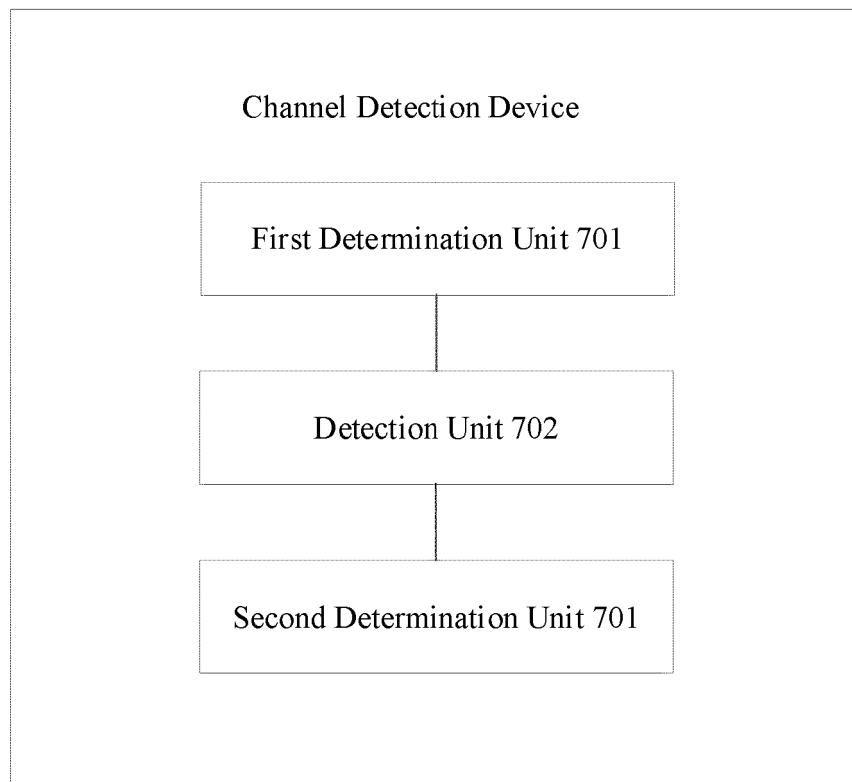 Channel Detection Device
First Determination Unit 701
Detection Unit 702
Second Determination Unit 701